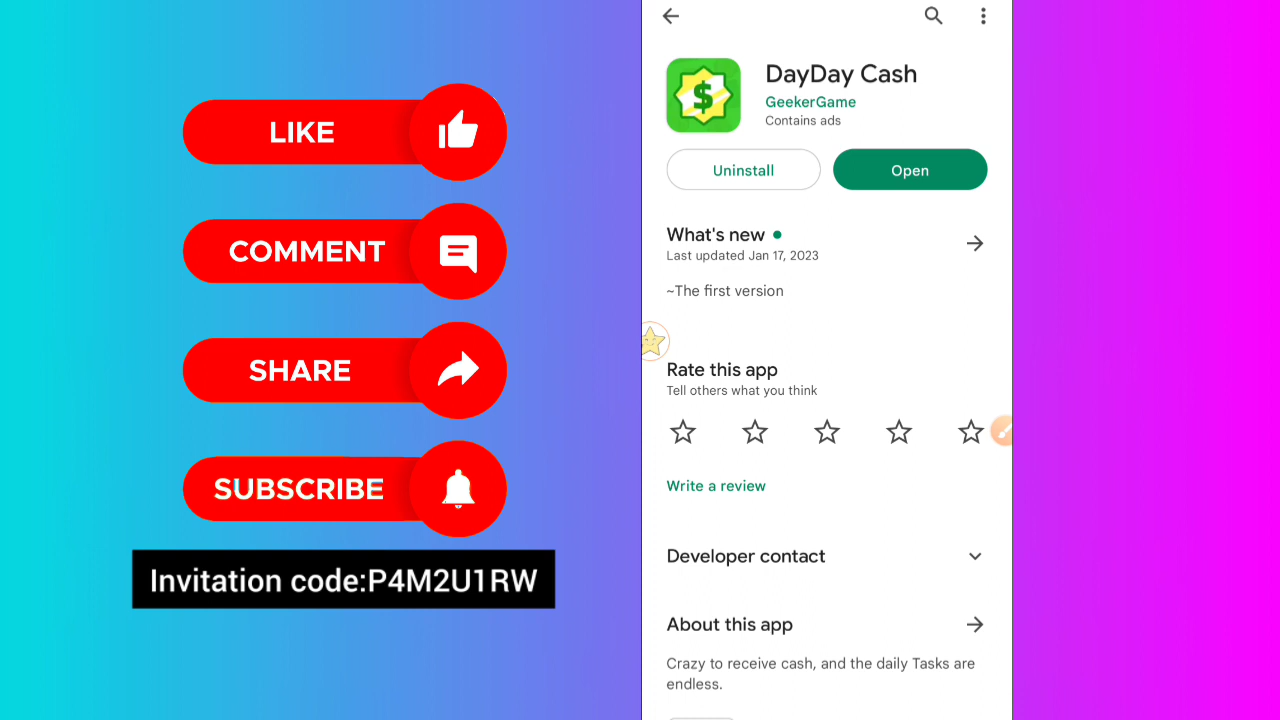 LIKE
COMMENT
SHARE
SUBSCRIBE
Invitation code:P4M2U1RW
DayDay Cash
GeekerGame
Contains ads
Uninstall
Open
What's new
Last updated Jan 17, 2023
~The first version
Rate this app
Tell others what you think
Write a review
Developer contact
About this app
Crazy to receive cash, and the daily Tasks are
endless.